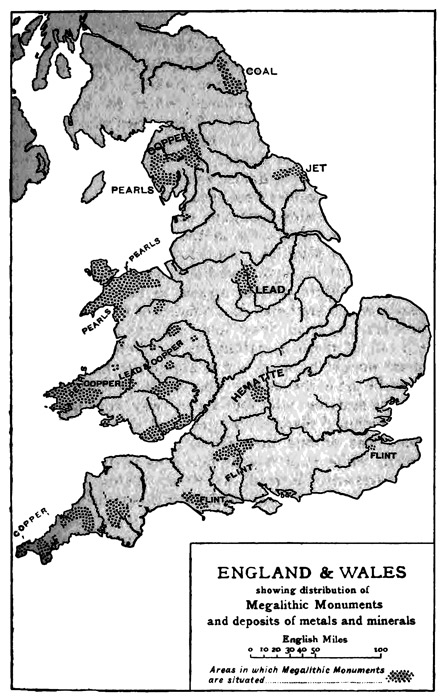 COAL
COPPER
JET
PEARLS
PEARLS
LEAD
PEARLS
LEAD & COPPER
COPPER
HEMATITE
FLINT
FLINT
FLINT
COPPER
ENGLAND & WALES
showing distribution of
Megalithic Monuments
and deposits of metals and minerals
English Miles
0 10 20 30 40 50 100
Areas in which Megalithic Monuments
are situated